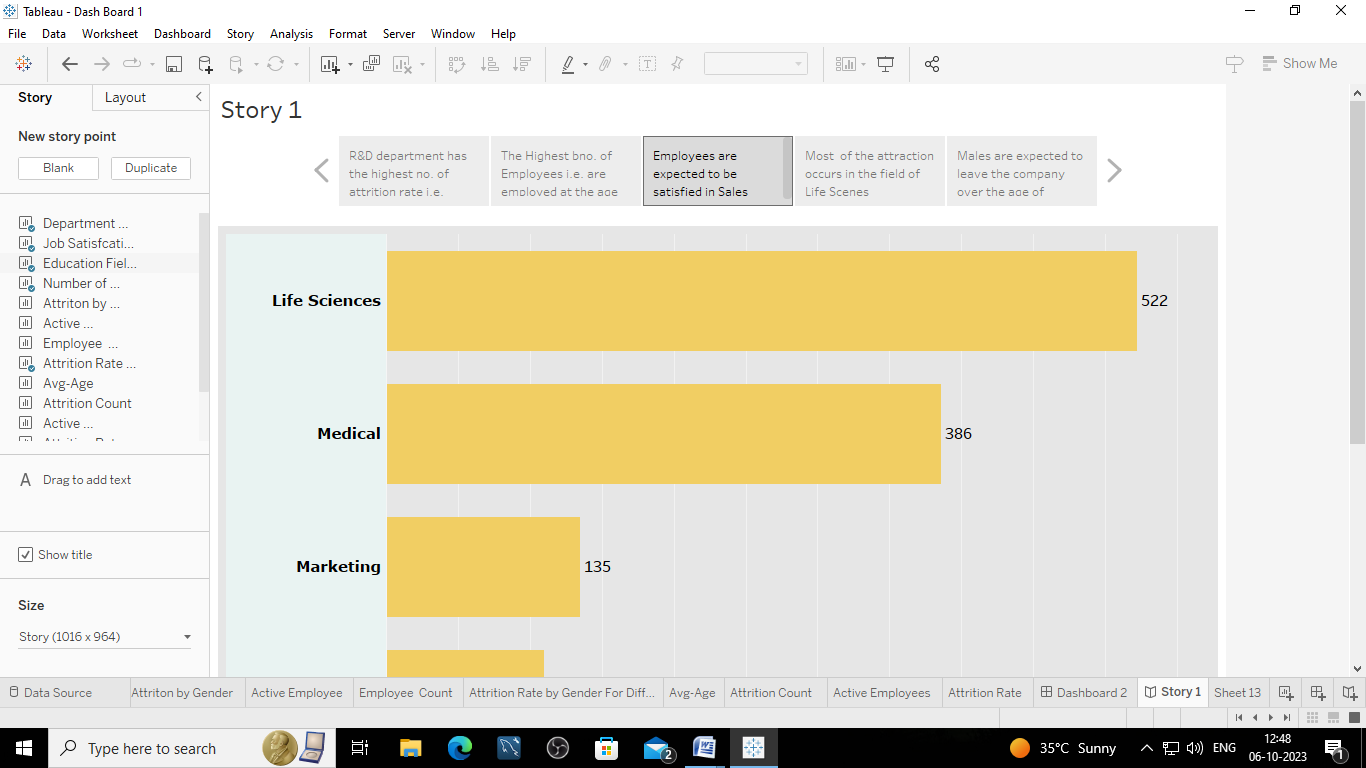 Tableau - Dash Board 1
File Data Worksheet Dashboard Story Analysis Format Server Window Help
Show Me
Story Layout
New story point
Blank Duplicate
Department ...
Job Satisfcati...
Education Fiel...
Number of ...
Attriton by ...
Active ...
Employee ...
Attrition Rate ...
Avg-Age
Attrition Count
Active ...
A Drag to add text
Show title
Size
Story (1016 x 964)
Story 1
R&D department has
the highest no. of
attrition rate i.e.
The Highest bno. of
Employees i.e. are
employed at the age
Employees are
expected to be
satisfied in Sales
Most of the attraction
occurs in the field of
Life Scenes
Males are expected to
leave the company
over the age of
Life Sciences 522
Medical 386
Marketing 135
Data Source Attriton by Gender Active Employee Employee Count Attrition Rate by Gender For Diff... Avg-Age Attrition Count Active Employees Attrition Rate Dashboard 2 Story 1 Sheet 13
Type here to search 2 35°C Sunny ENG 12:48 1
06-10-2023